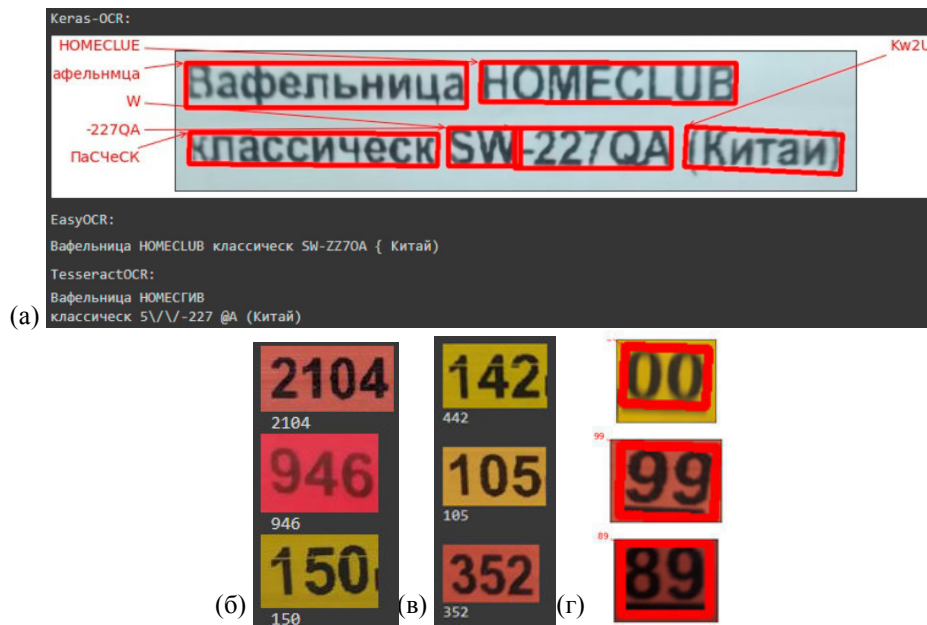 Keras-OCR:
HOMECLUE
афельнмца
W
-227QA
ПаСЧеСК
Kw2U
Вафельница HOMECLUB
классическ SW-227QA (Китай)
EasyOCR:
Вафельница HOMECLUB классическ SW-ZZ7OA { Китай)
TesseractOCR:
Вафельница НОМЕСГИВ
классическ 5\/\/-227 @А (Китай)
(а)
2104
2104
946
946
150
150
(б)
142
442
105
105
352
352
(в)
00
99
99
89
89
(г)